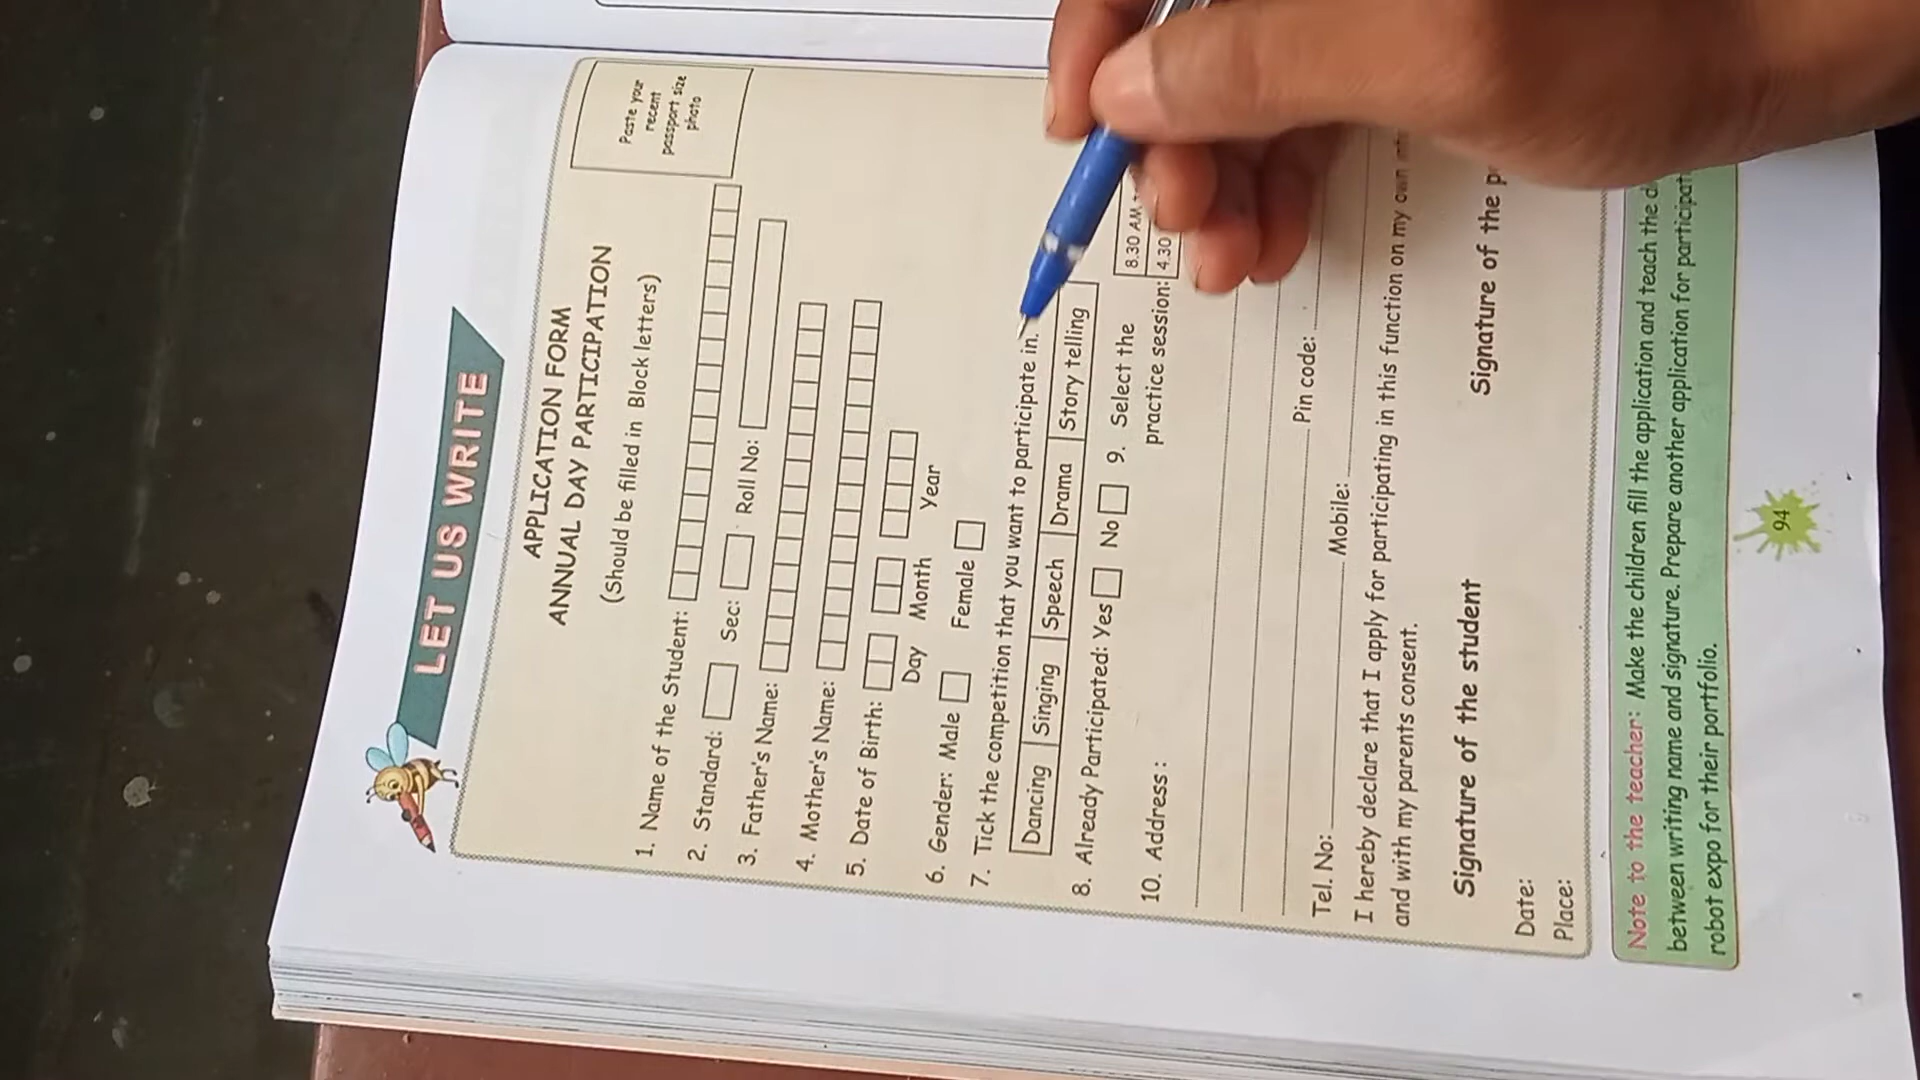 LET US WRITE
APPLICATION FORM
ANNUAL DAY PARTICIPATION
(Should be filled in Block letters)
Paste your
recent
passport size
photo
1. Name of the Student:
2. Standard: Sec: Roll No:
3. Father's Name:
4. Mother's Name:
5. Date of Birth:
Day Month Year
6. Gender: Male Female
7. Tick the competition that you want to participate in.
Dancing Singing Speech Drama Story telling
8. Already Participated: Yes No 9. Select the
practice session:
8.30 AM
4.30
10. Address :
Pin code:
Tel. No: Mobile:
I hereby declare that I apply for participating in this function on my own
and with my parents consent.
Signature of the student Signature of the
Date:
Place:
Note to the teacher: Make the children fill the application and teach the
between writing name and signature. Prepare another application for
robot expo for their portfolio.
94